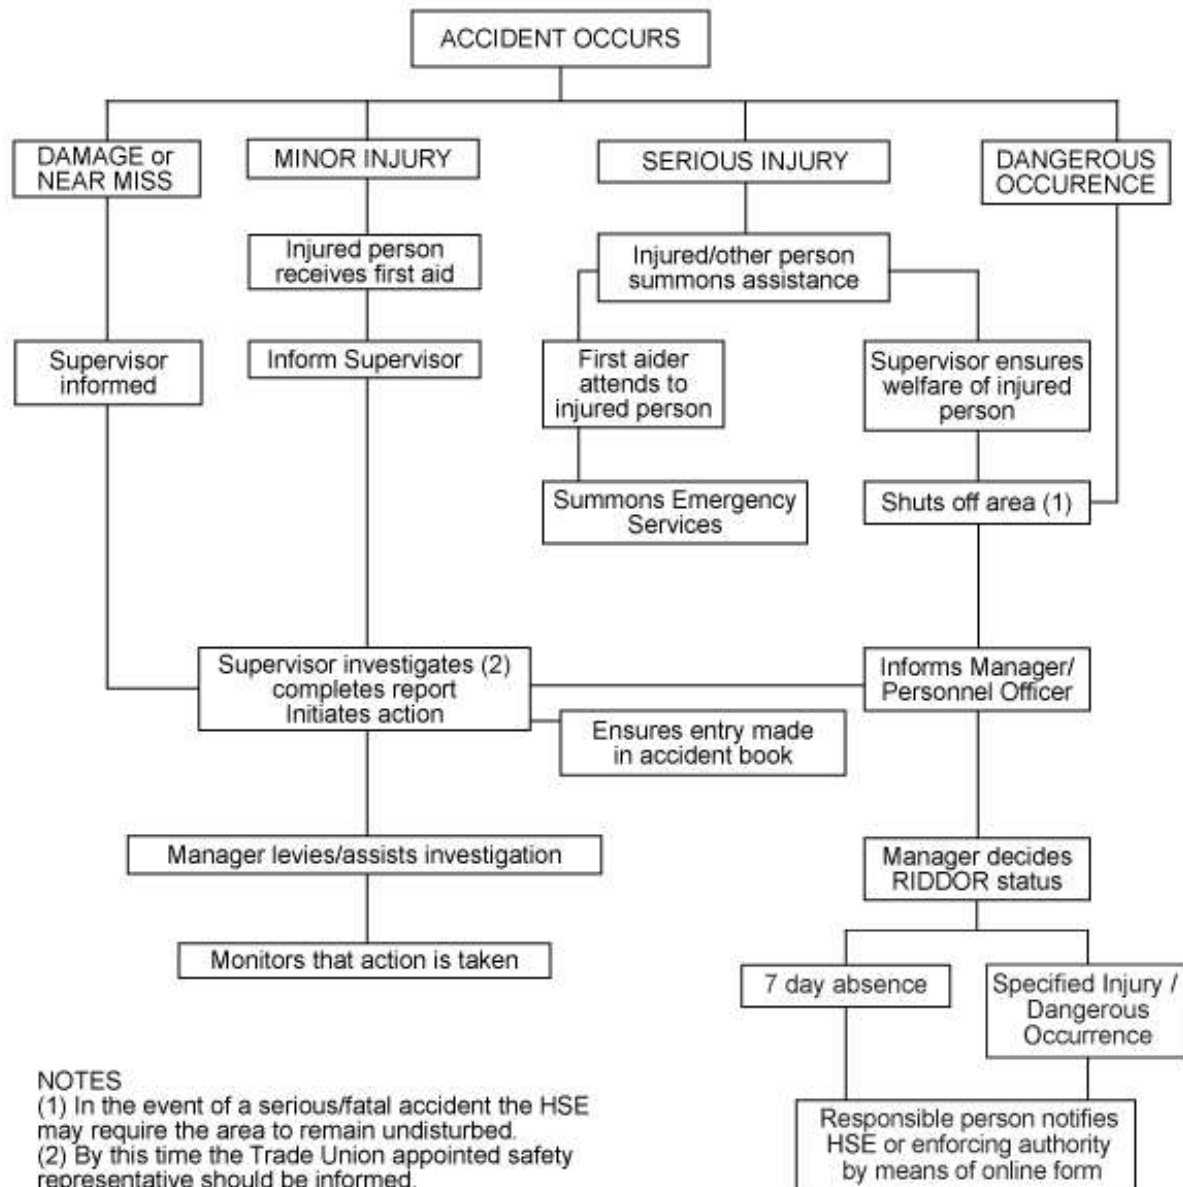 ACCIDENT OCCURS
DAMAGE or
NEAR MISS
MINOR INJURY
SERIOUS INJURY
DANGEROUS
OCCURENCE
Injured person
receives first aid
Injured/other person
summons assistance
Supervisor
informed
Inform Supervisor
First aider
attends to
injured person
Supervisor ensures
welfare of injured
person
Summons Emergency
Services
Shuts off area (1)
Supervisor investigates (2)
completes report
Initiates action
Informs Manager/
Personnel Officer
Ensures entry made
in accident book
Manager levies/assists investigation
Manager decides
RIDDOR status
Monitors that action is taken
7 day absence
Specified Injury /
Dangerous
Occurrence
NOTES
(1) In the event of a serious/fatal accident the HSE
may require the area to remain undisturbed.
(2) By this time the Trade Union appointed safety
representative should be informed.
Responsible person notifies
HSE or enforcing authority
by means of online form